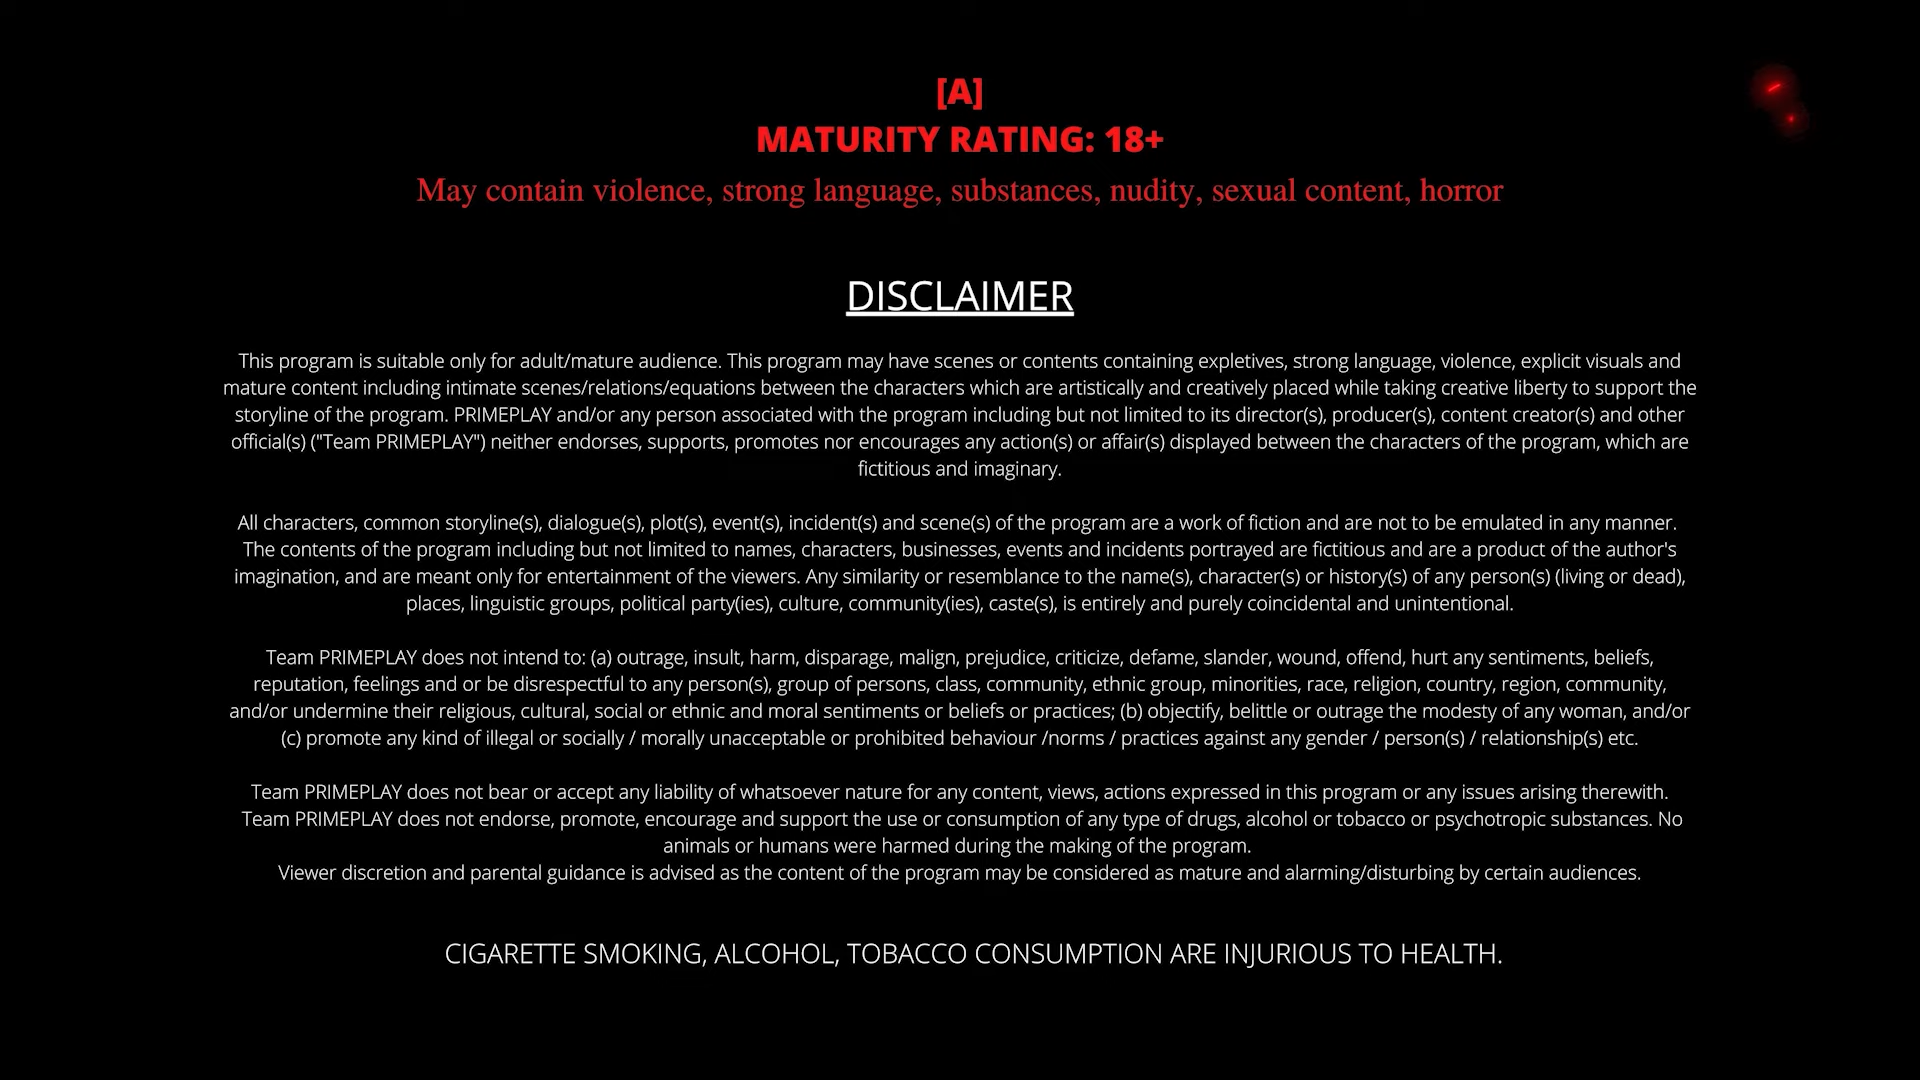 [A]
MATURITY RATING: 18+
May contain violence, strong language, substances, nudity, sexual content, horror
DISCLAIMER
This program is suitable only for adult/mature audience. This program may have scenes or contents containing expletives, strong language, violence, explicit visuals and
mature content including intimate scenes/relations/equations between the characters which are artistically and creatively placed while taking creative liberty to support the
storyline of the program. PRIMEPLAY and/or any person associated with the program including but not limited to its director(s), producer(s), content creator(s) and other
official(s) ("Team PRIMEPLAY") neither endorses, supports, promotes nor encourages any action(s) or affair(s) displayed between the characters of the program, which are
fictitious and imaginary.
All characters, common storyline(s), dialogue(s), plot(s), event(s), incident(s) and scene(s) of the program are a work of fiction and are not to be emulated in any manner.
The contents of the program including but not limited to names, characters, businesses, events and incidents portrayed are fictitious and are a product of the author's
imagination, and are meant only for entertainment of the viewers. Any similarity or resemblance to the name(s), character(s) or history(s) of any person(s) (living or dead),
places, linguistic groups, political party(ies), culture, community(ies), caste(s), is entirely and purely coincidental and unintentional.
Team PRIMEPLAY does not intend to: (a) outrage, insult, harm, disparage, malign, prejudice, criticize, defame, slander, wound, offend, hurt any sentiments, beliefs,
reputation, feelings and or be disrespectful to any person(s), group of persons, class, community, ethnic group, minorities, race, religion, country, region, community,
and/or undermine their religious, cultural, social or ethnic and moral sentiments or beliefs or practices; (b) objectify, belittle or outrage the modesty of any woman, and/or
(c) promote any kind of illegal or socially / morally unacceptable or prohibited behaviour /norms / practices against any gender / person(s) / relationship(s) etc.
Team PRIMEPLAY does not bear or accept any liability of whatsoever nature for any content, views, actions expressed in this program or any issues arising therewith.
Team PRIMEPLAY does not endorse, promote, encourage and support the use or consumption of any type of drugs, alcohol or tobacco or psychotropic substances. No
animals or humans were harmed during the making of the program.
Viewer discretion and parental guidance is advised as the content of the program may be considered as mature and alarming/disturbing by certain audiences.
CIGARETTE SMOKING, ALCOHOL, TOBACCO CONSUMPTION ARE INJURIOUS TO HEALTH.